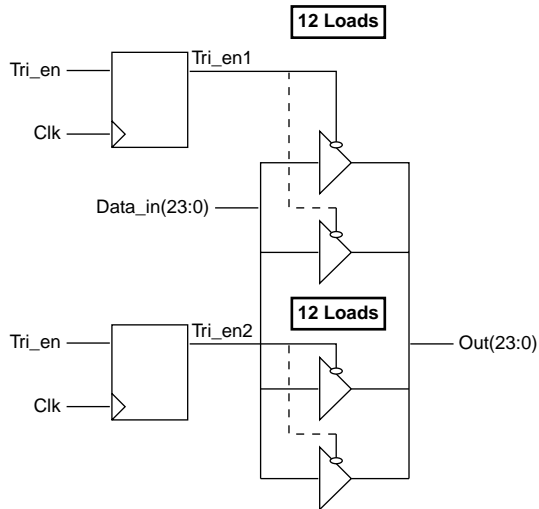 12 Loads
Tri_en
Tri_en1
Clk
Data_in(23:0)
12 Loads
Tri_en
Tri_en2
Out(23:0)
Clk